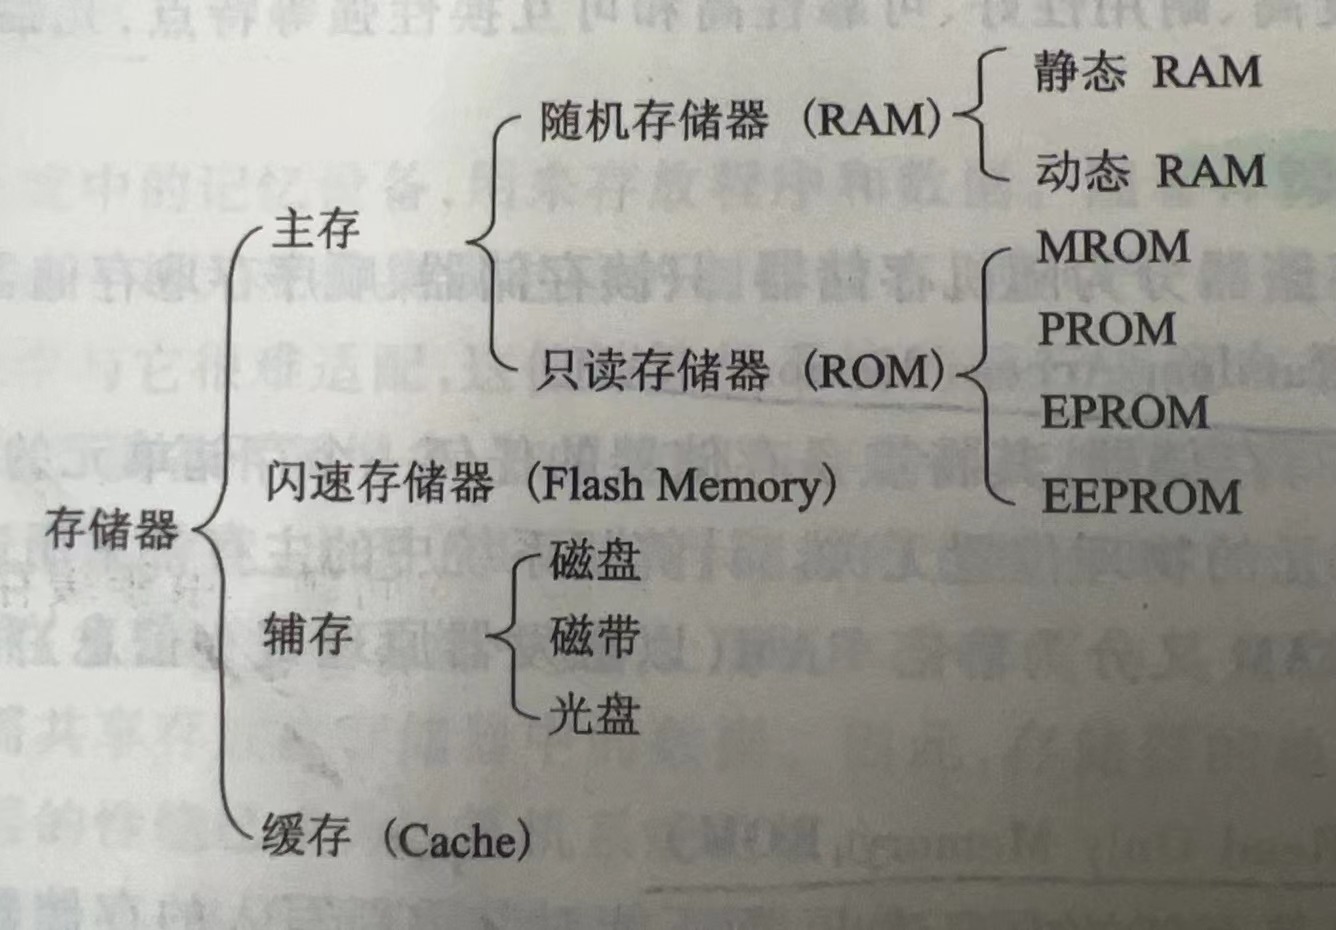 静态 RAM
随机存储器 (RAM)
动态 RAM
主存
MROM
PROM
只读存储器 (ROM)
EPROM
闪速存储器 (Flash Memory)
EEPROM
存储器
磁盘
辅存
磁带
光盘
缓存 (Cache)